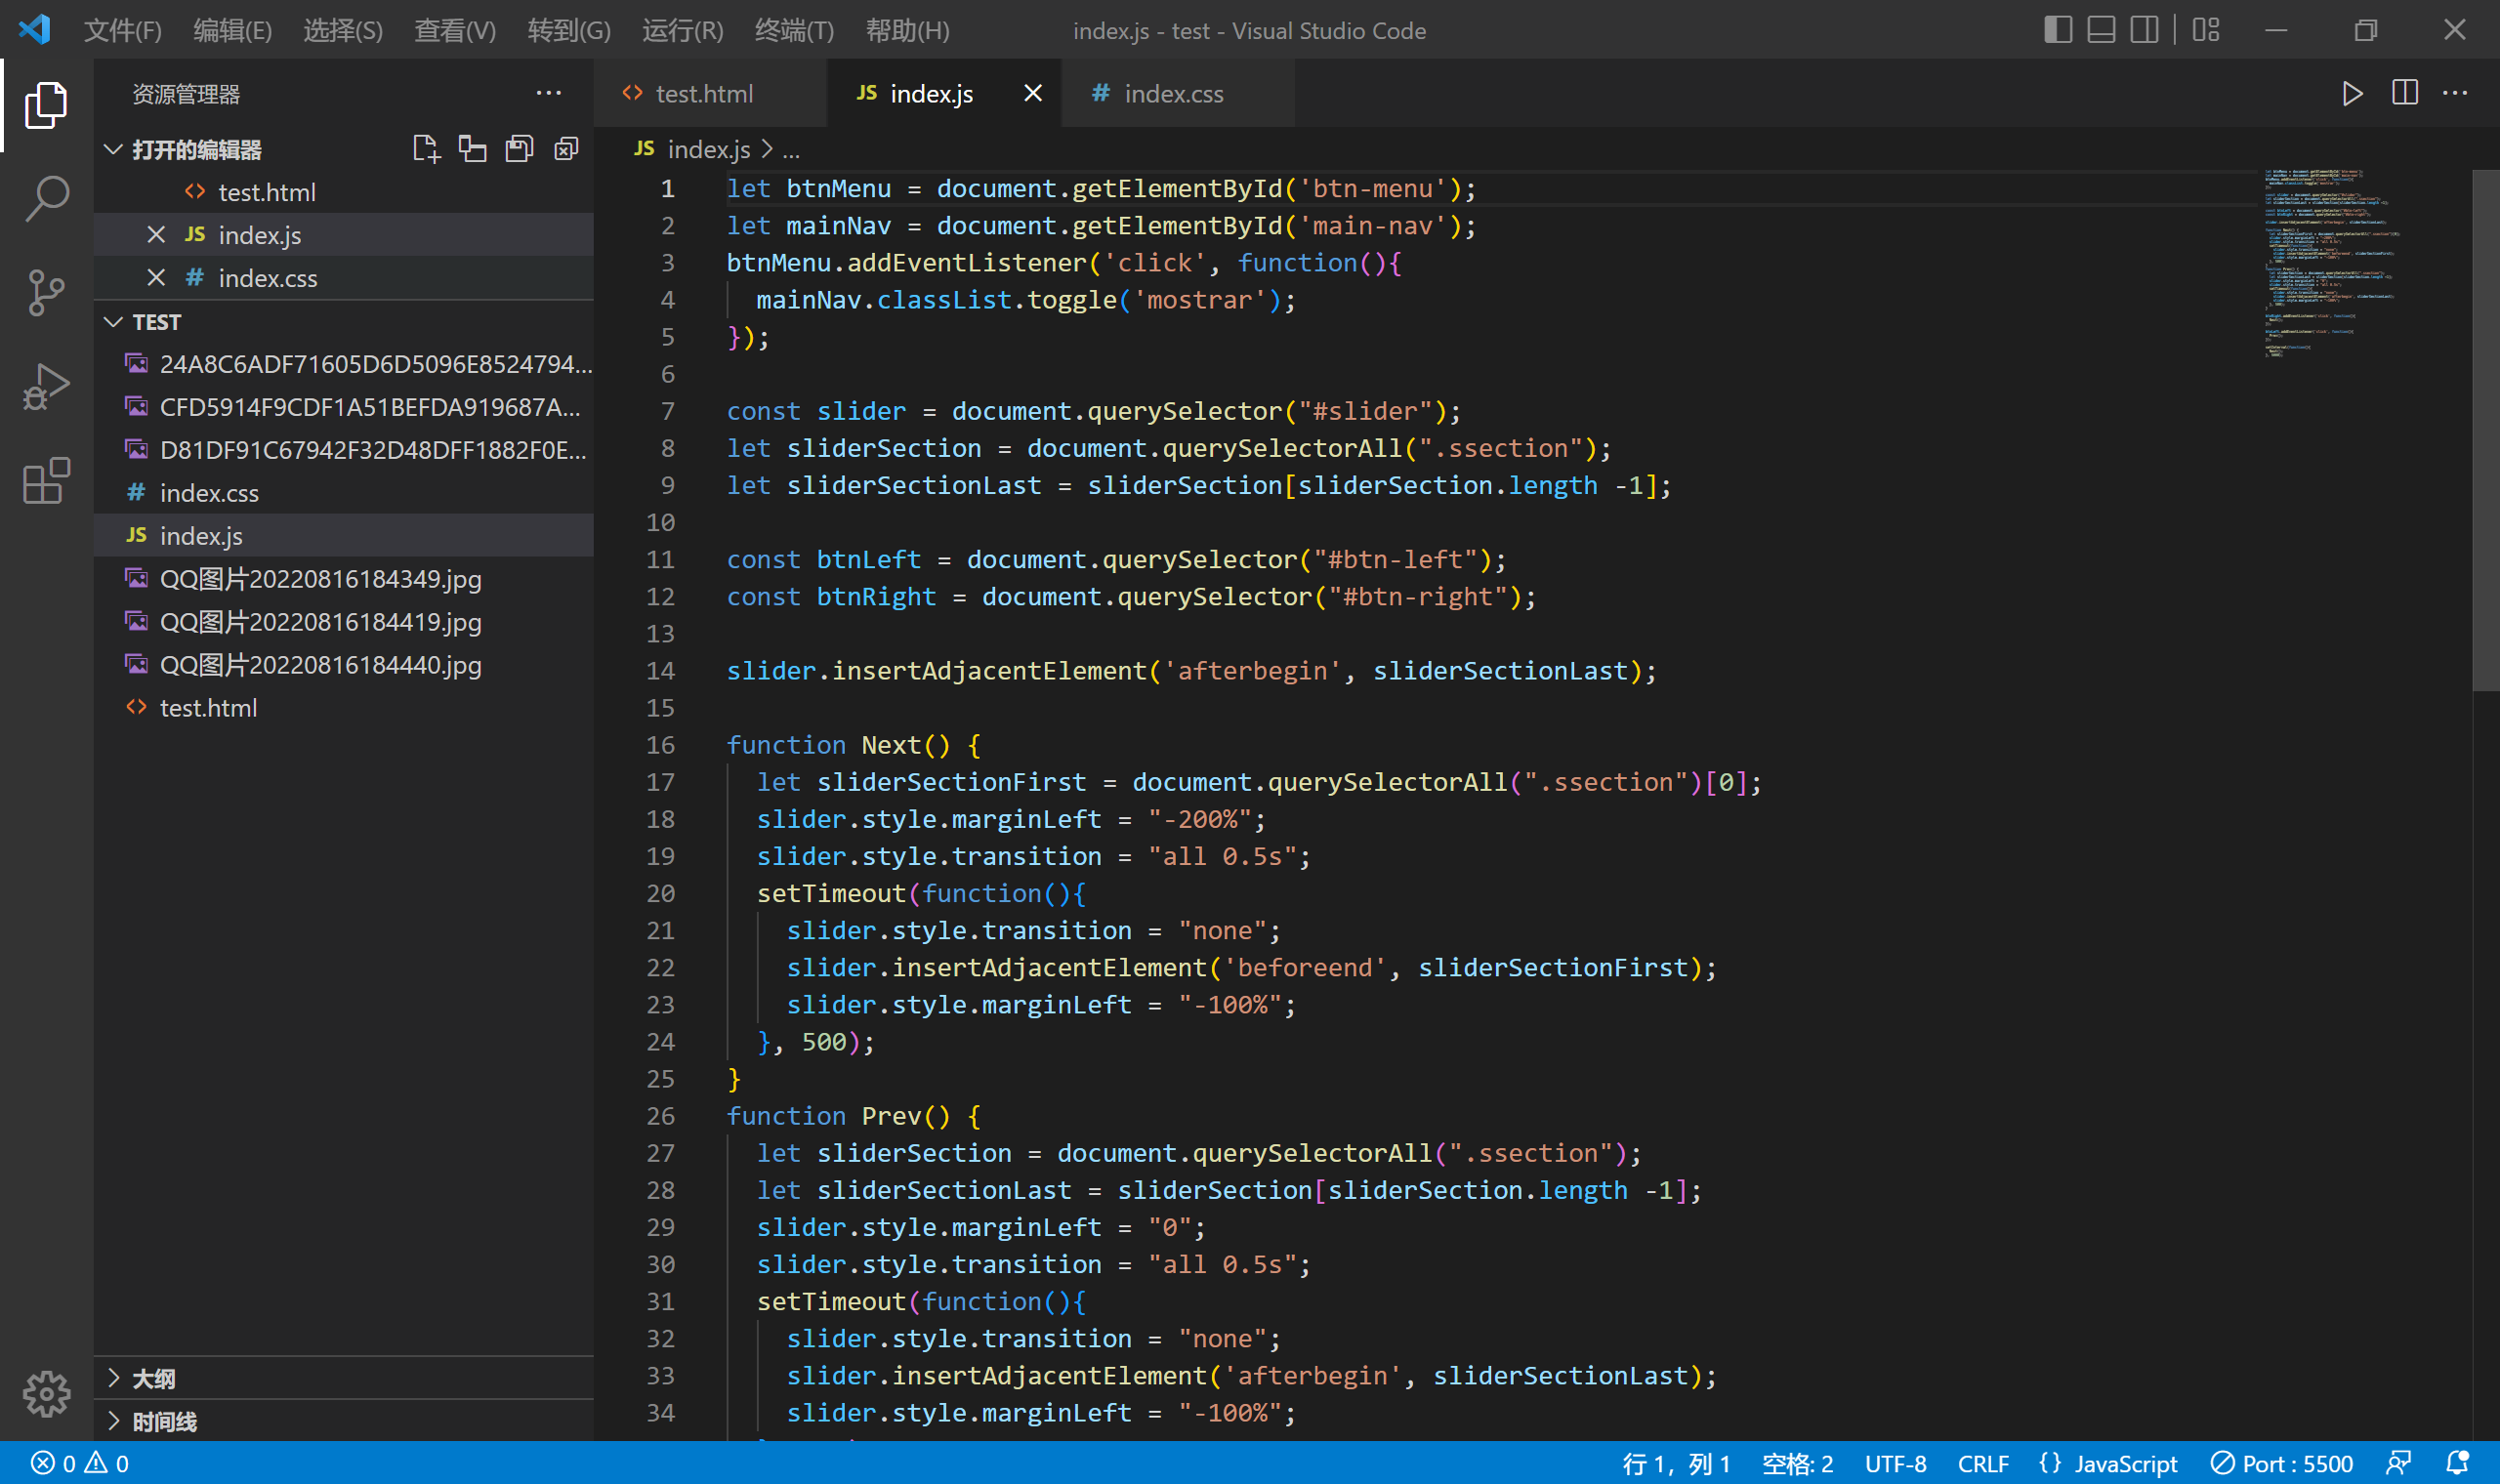 文件(F) 编辑(E) 选择(S) 查看(V) 转到(G) 运行(R) 终端(T) 帮助(H) index.js - test - Visual Studio Code
资源管理器
打开的编辑器
test.html
JS index.js
# index.css
TEST
24A8C6ADF71605D6D5096E8524794...
CFD5914F9CDF1A51BEFDA919687A...
D81DF91C67942F32D48DFF1882F0E...
# index.css
JS index.js
QQ图片20220816184349.jpg
QQ图片20220816184419.jpg
QQ图片20220816184440.jpg
test.html
大纲
时间线
test.html JS index.js # index.css
JS index.js > ...
1 let btnMenu = document.getElementById('btn-menu');
2 let mainNav = document.getElementById('main-nav');
3 btnMenu.addEventListener('click', function(){
4 mainNav.classList.toggle('mostrar');
5 });
6
7 const slider = document.querySelector("#slider");
8 let sliderSection = document.querySelectorAll(".ssection");
9 let sliderSectionLast = sliderSection[sliderSection.length -1];
10
11 const btnLeft = document.querySelector("#btn-left");
12 const btnRight = document.querySelector("#btn-right");
13
14 slider.insertAdjacentElement('afterbegin', sliderSectionLast);
15
16 function Next() {
17 let sliderSectionFirst = document.querySelectorAll(".ssection")[0];
18 slider.style.marginLeft = "-200%";
19 slider.style.transition = "all 0.5s";
20 setTimeout(function(){
21 slider.style.transition = "none";
22 slider.insertAdjacentElement('beforeend', sliderSectionFirst);
23 slider.style.marginLeft = "-100%";
24 }, 500);
25 }
26 function Prev() {
27 let sliderSection = document.querySelectorAll(".ssection");
28 let sliderSectionLast = sliderSection[sliderSection.length -1];
29 slider.style.marginLeft = "0";
30 slider.style.transition = "all 0.5s";
31 setTimeout(function(){
32 slider.style.transition = "none";
33 slider.insertAdjacentElement('afterbegin', sliderSectionLast);
34 slider.style.marginLeft = "-100%";
0 0 行 1，列 1 空格: 2 UTF-8 CRLF {} JavaScript Port : 5500